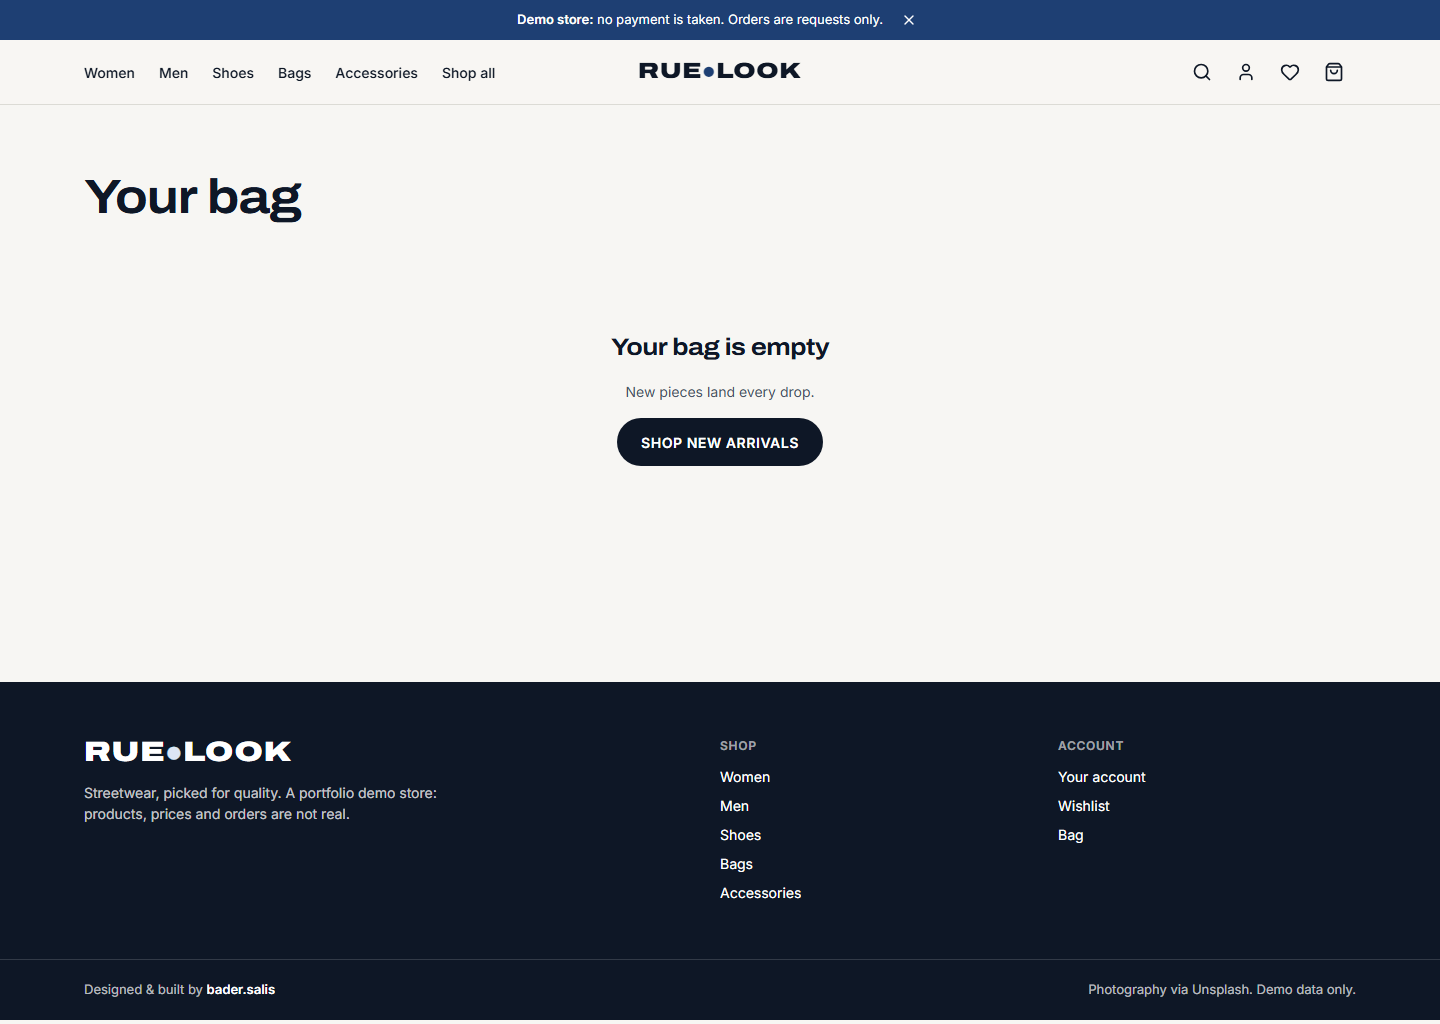 Demo store: no payment is taken. Orders are requests only.
Women Men Shoes Bags Accessories Shop all
RUE•LOOK
Your bag
Your bag is empty
New pieces land every drop.
SHOP NEW ARRIVALS
RUE•LOOK
Streetwear, picked for quality. A portfolio demo store:
products, prices and orders are not real.
SHOP
Women
Men
Shoes
Bags
Accessories
ACCOUNT
Your account
Wishlist
Bag
Designed & built by bader.salis
Photography via Unsplash. Demo data only.